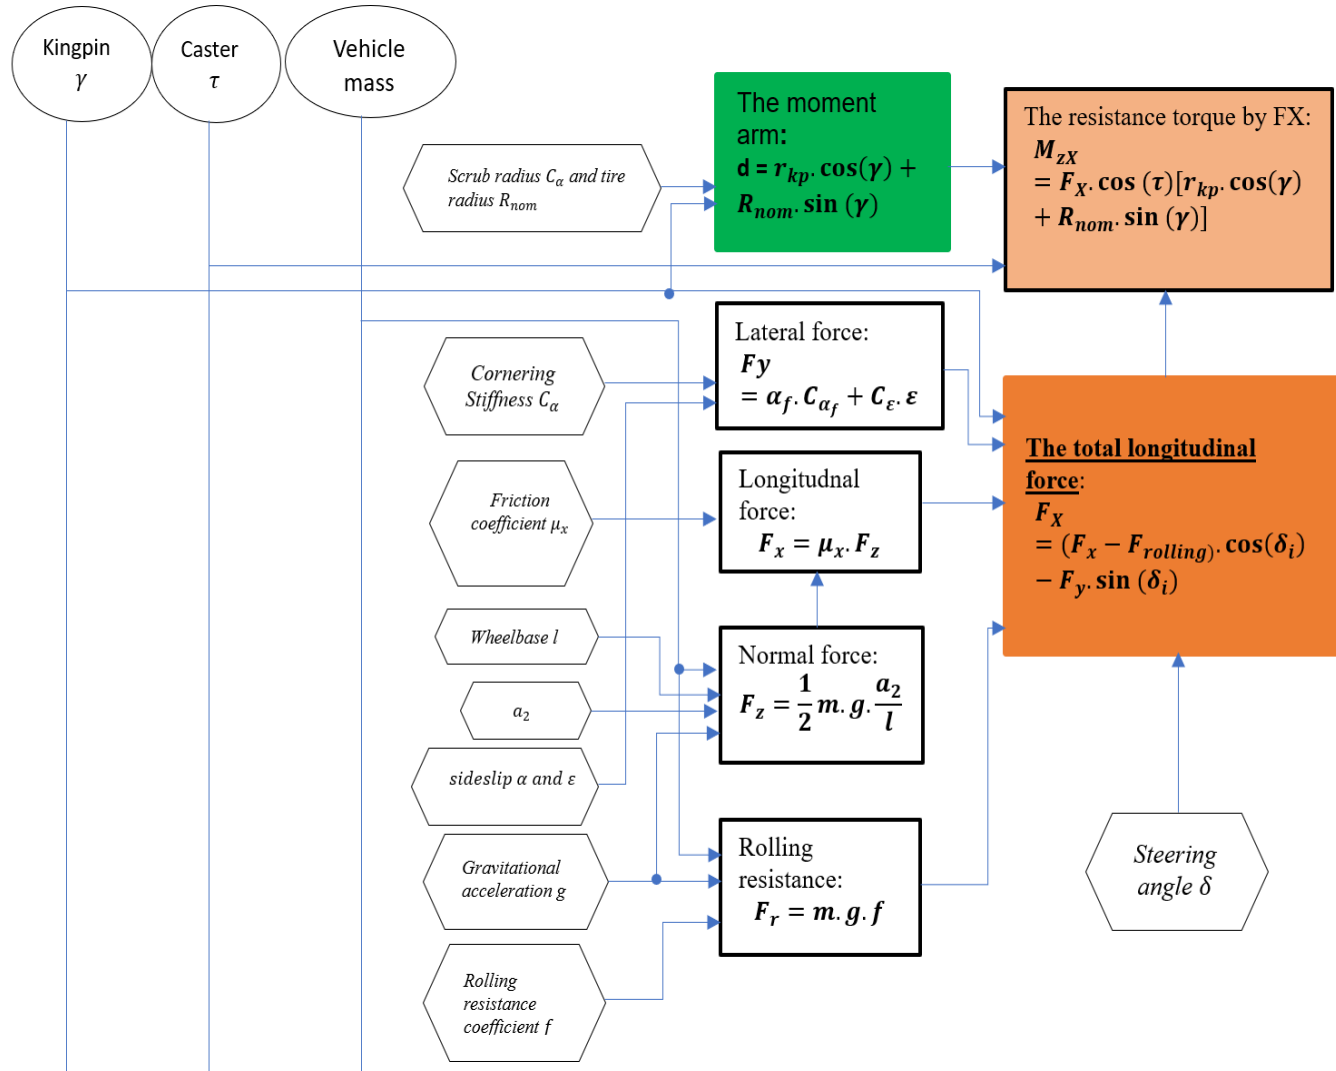 Kingpin
γ
Caster
τ
Vehicle
mass
The moment
arm:
d = r_kp. cos(γ) +
R_nom. sin (γ)
The resistance torque by FX:
M_zX
= F_X. cos (τ)[r_kp. cos(γ)
+ R_nom. sin (γ)]
Scrub radius C_α and tire
radius R_nom
Lateral force:
Fy
= α_f. C_α_f + C_ε. ε
Cornering
Stiffness C_α
The total longitudinal
force:
F_X
= (F_x − F_rolling). cos(δ_i)
− F_y. sin (δ_i)
Longitudnal
force:
F_x = μ_x. F_z
Friction
coefficient μ_x
Wheelbase l
Normal force:
F_z = 1/2 m. g. a_2/l
a_2
sideslip α and ε
Rolling
resistance:
F_r = m. g. f
Gravitational
acceleration g
Steering
angle δ
Rolling
resistance
coefficient f